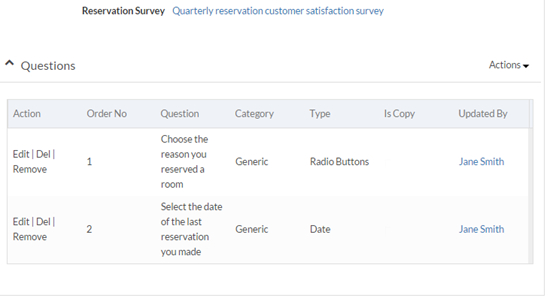 Reservation Survey Quarterly reservation customer satisfaction survey
Questions Actions
Action Order No Question Category Type Is Copy Updated By
Choose the
Edit | Del | reason you
1 Generic Radio Buttons Jane Smith
Remove reserved a
room
Select the date
Edit | Del | of the last
2 Generic Date Jane Smith
Remove reservation
you made